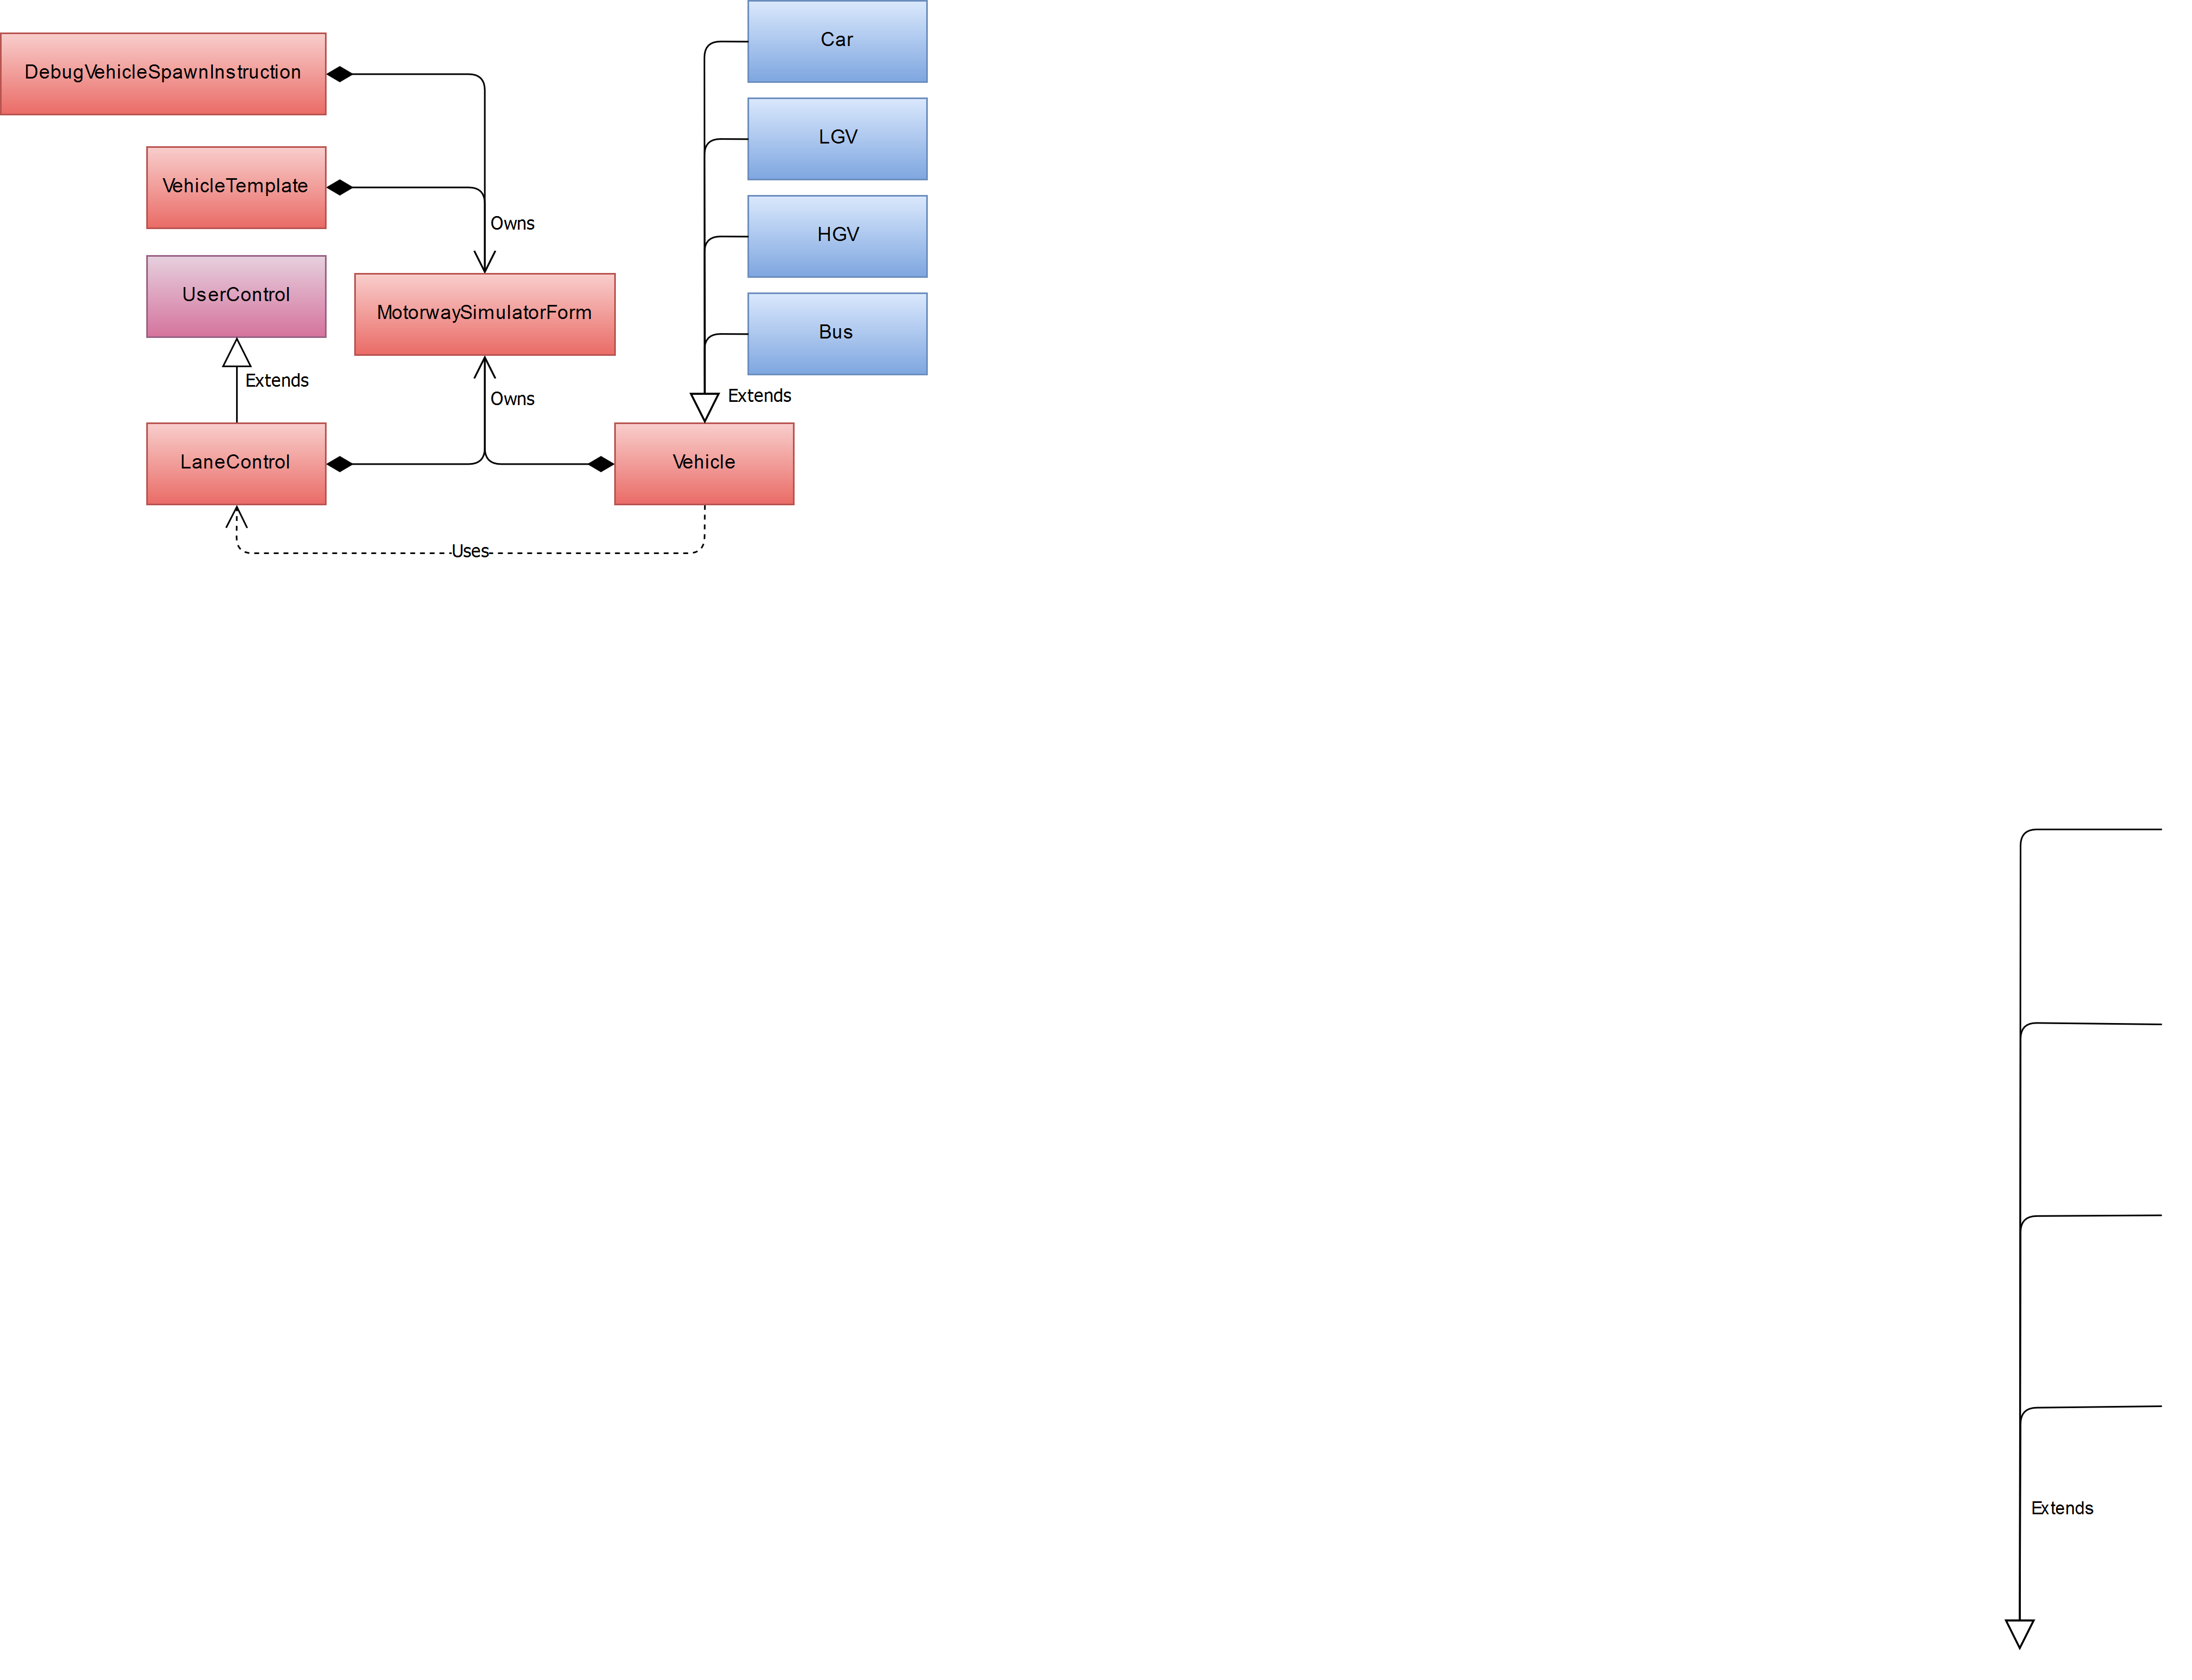 Car
DebugVehicleSpawnInstruction
LGV
VehicleTemplate
Owns
HGV
UserControl
MotorwaySimulatorForm
Bus
Extends
Owns
Extends
LaneControl
Vehicle
Uses
Extends